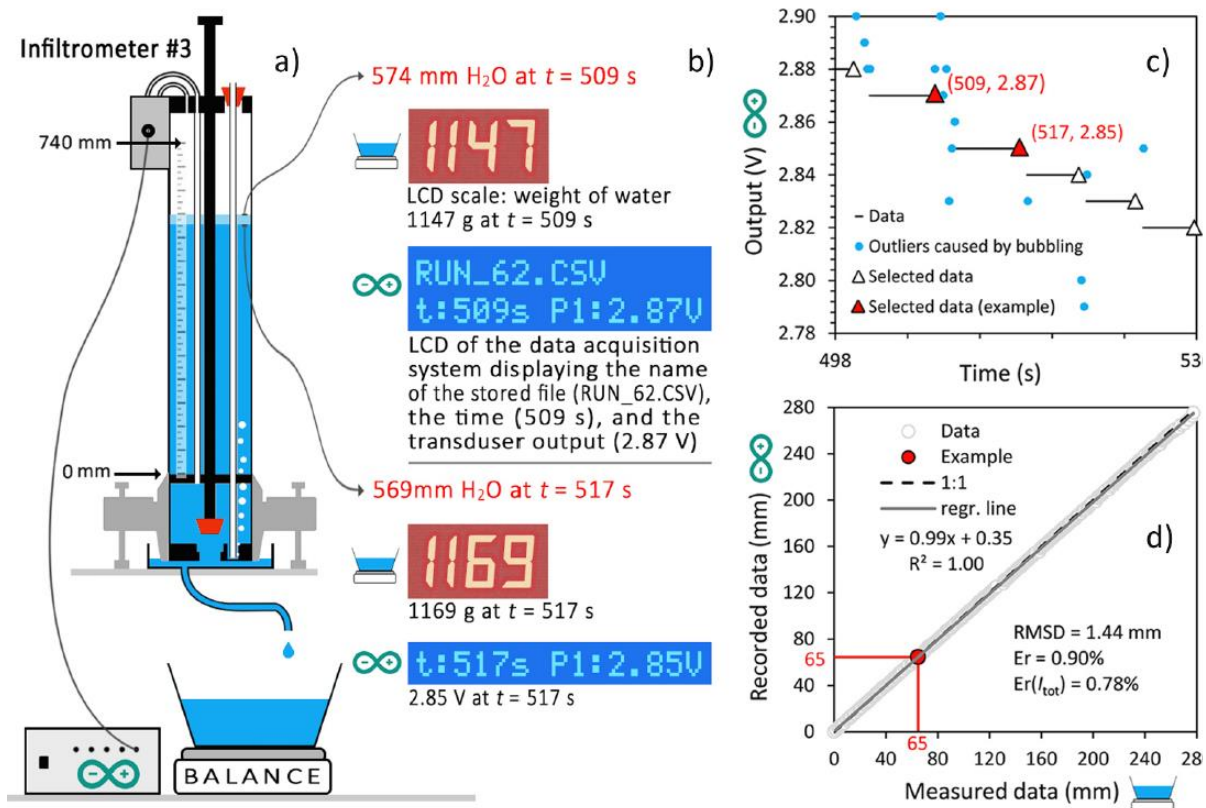 Infiltrometer #3
a)
740 mm
0 mm
BALANCE
b)
574 mm H₂O at t = 509 s
1147
LCD scale: weight of water
1147 g at t = 509 s
RUN_62.CSV
t:509s P1:2.87V
LCD of the data acquisition
system displaying the name
of the stored file (RUN_62.CSV),
the time (509 s), and the
transduser output (2.87 V)
569mm H₂O at t = 517 s
1169
1169 g at t = 517 s
t:517s P1:2.85V
2.85 V at t = 517 s
c)
2.90
2.88
2.86
2.84
2.82
2.80
2.78
Output (V)
(509, 2.87)
(517, 2.85)
– Data
Outliers caused by bubbling
Selected data
Selected data (example)
498
53
Time (s)
d)
280
240
200
160
120
80
40
0
65
Recorded data (mm)
Data
Example
1:1
regr. line
y = 0.99x + 0.35
R² = 1.00
RMSD = 1.44 mm
Er = 0.90%
Er(Itot) = 0.78%
65
0 40 80 120 160 200 240 28
Measured data (mm)